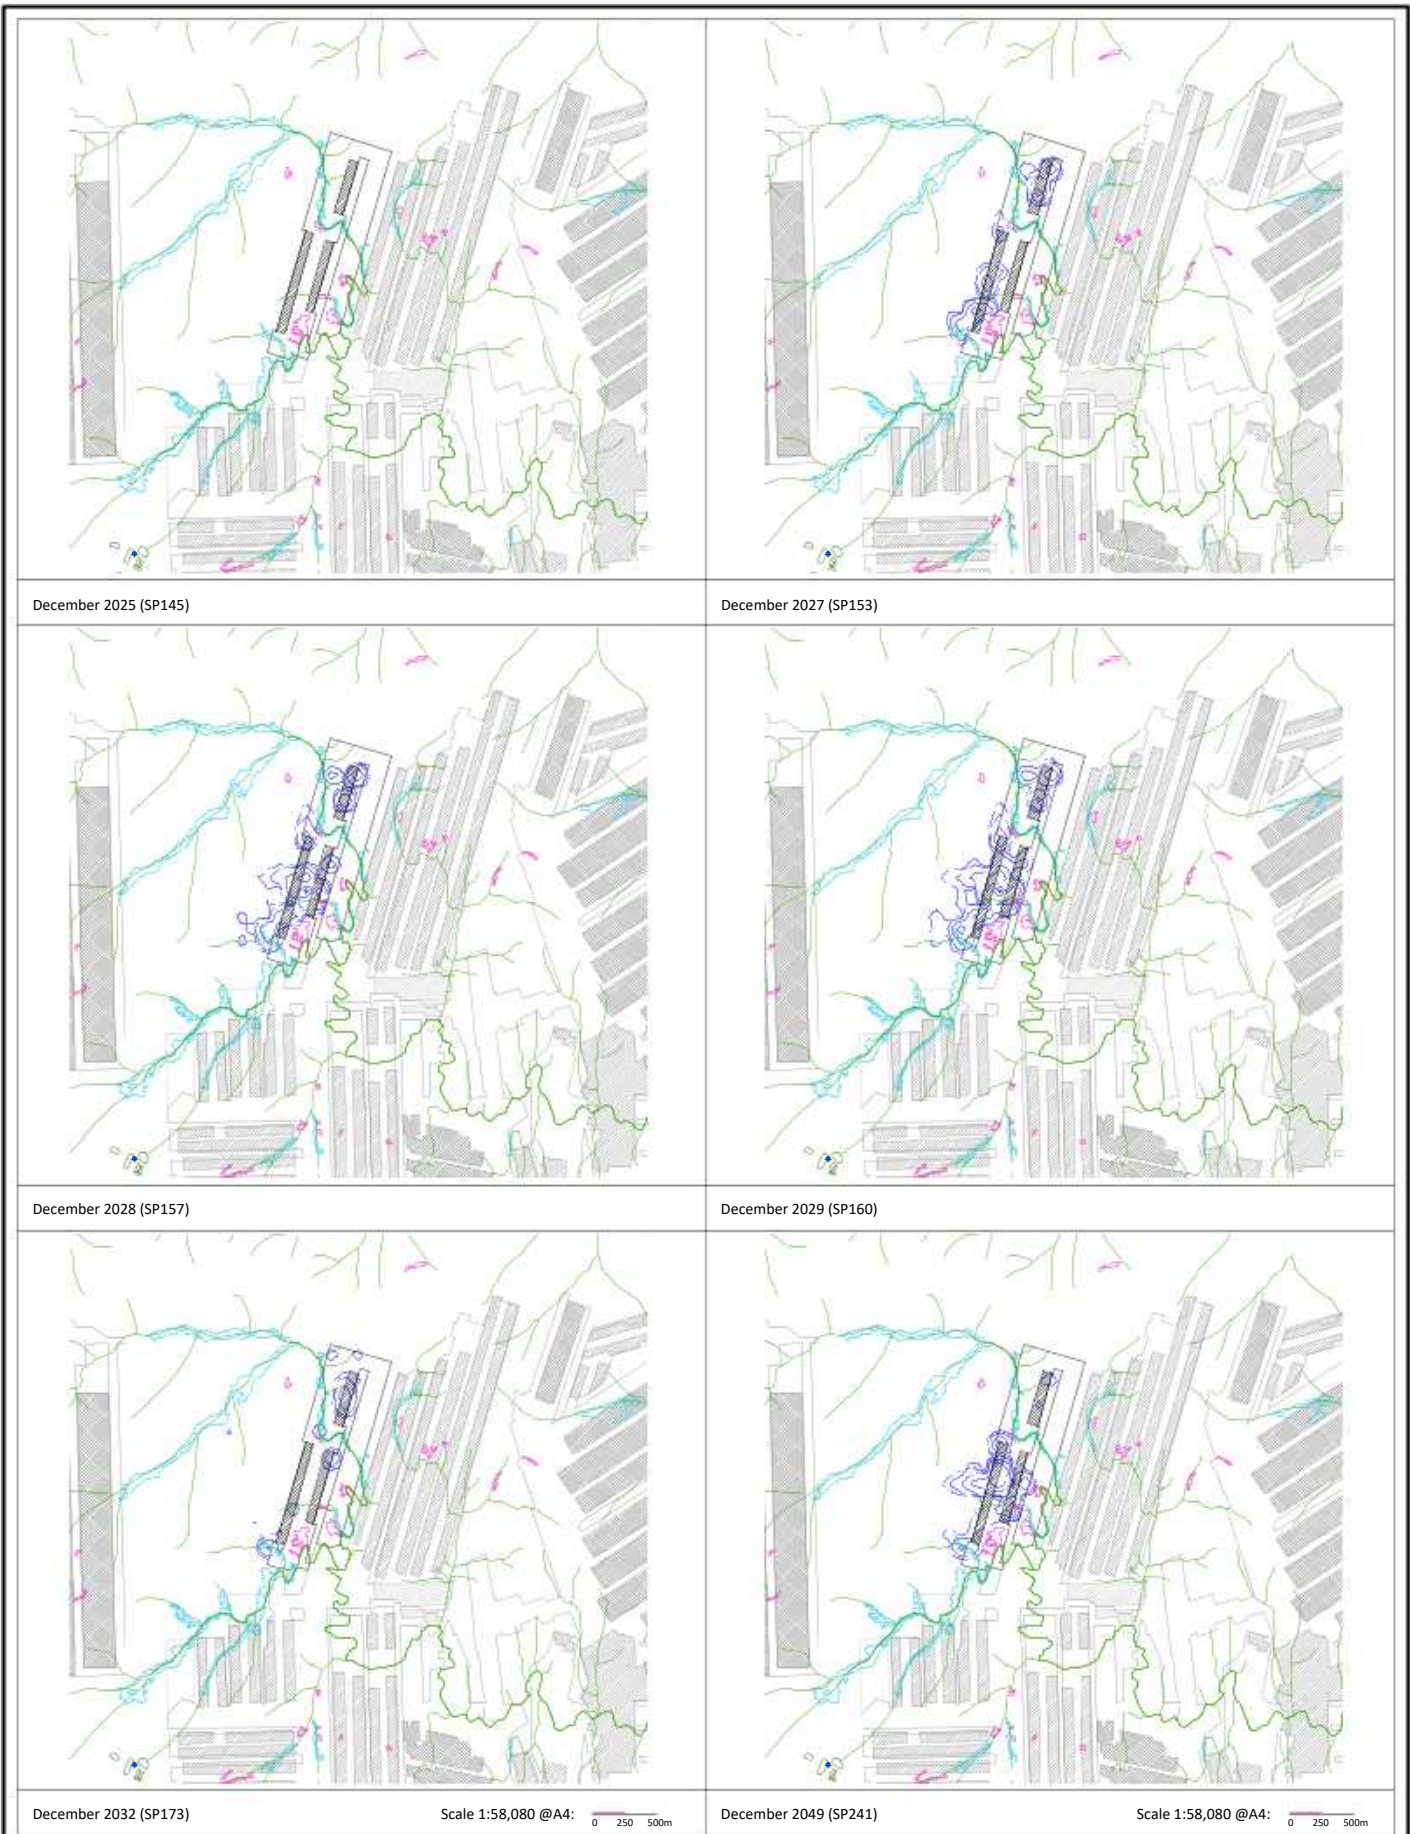 December 2025 (SP145)
December 2027 (SP153)
December 2028 (SP157)
December 2029 (SP160)
December 2032 (SP173)
Scale 1:58,080 @A4:
0 250 500m
December 2049 (SP241)
Scale 1:58,080 @A4:
0 250 500m